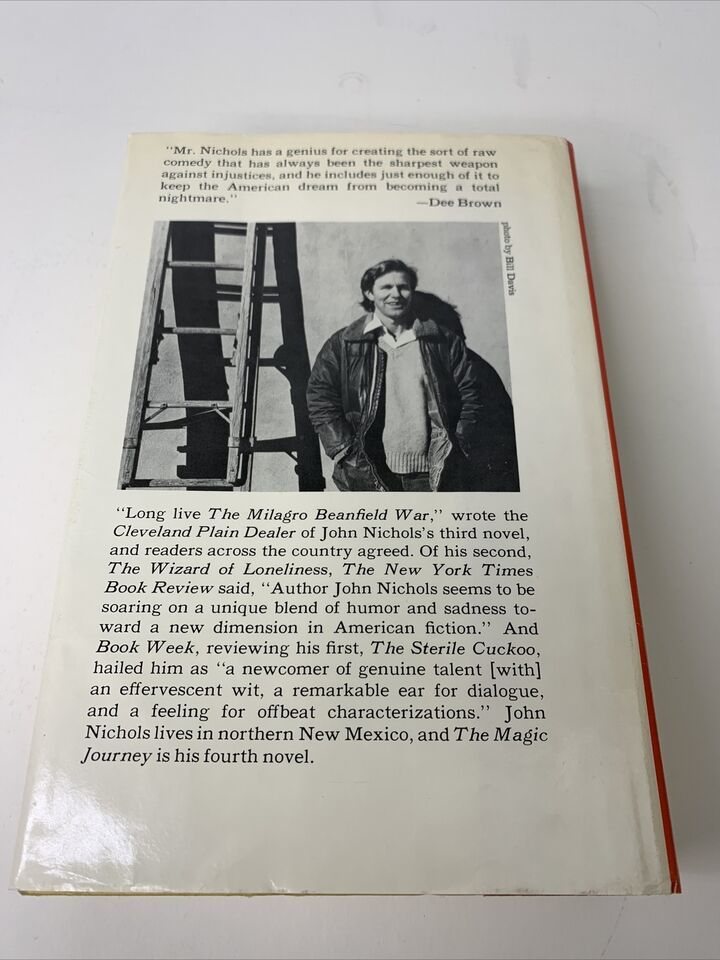 "Mr. Nichols has a genius for creating the sort of raw
comedy that has always been the sharpest weapon
against injustices, and he includes just enough of it to
keep the American dream from becoming a total
nightmare."
—Dee Brown
photo by Bill Davis
"Long live The Milagro Beanfield War," wrote the
Cleveland Plain Dealer of John Nichols's third novel,
and readers across the country agreed. Of his second,
The Wizard of Loneliness, The New York Times
Book Review said, "Author John Nichols seems to be
soaring on a unique blend of humor and sadness to-
ward a new dimension in American fiction." And
Book Week, reviewing his first, The Sterile Cuckoo,
hailed him as "a newcomer of genuine talent [with]
an effervescent wit, a remarkable ear for dialogue,
and a feeling for offbeat characterizations." John
Nichols lives in northern New Mexico, and The Magic
Journey is his fourth novel.